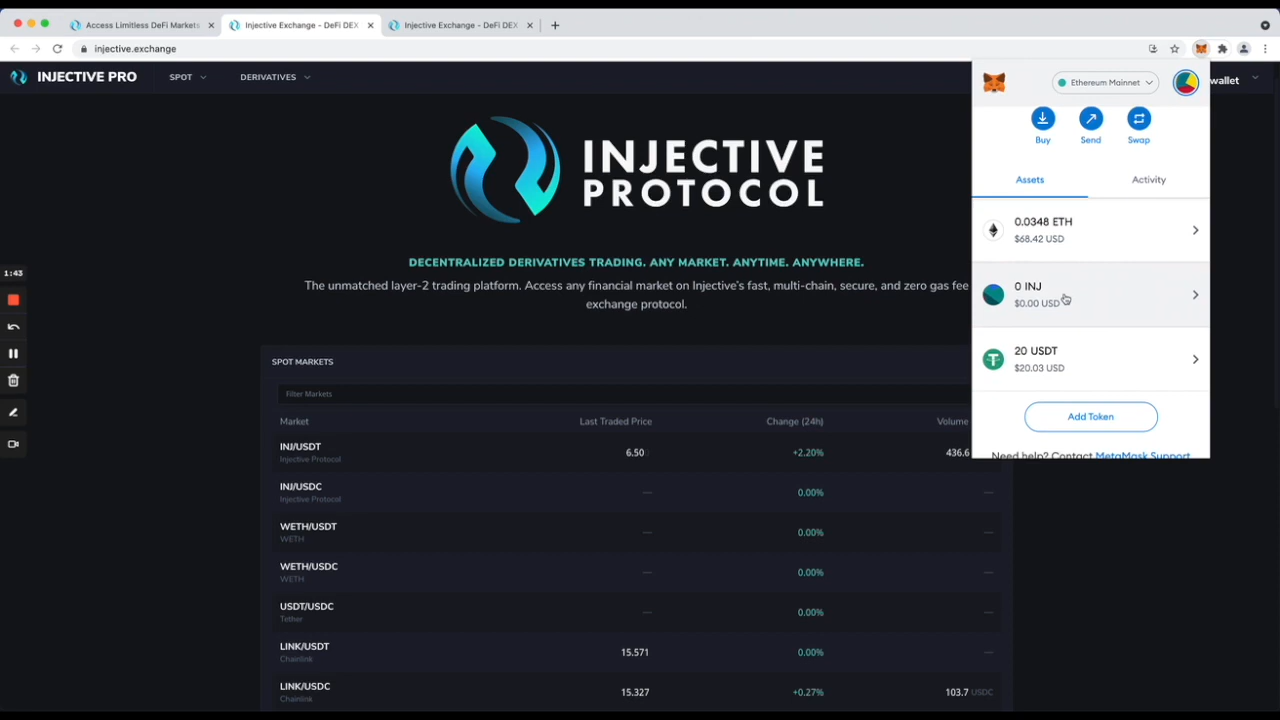 Access Limitless DeFi Markets
Injective Exchange - DeFi DEX
Injective Exchange - DeFi DEX
injective.exchange
INJECTIVE PRO
SPOT
DERIVATIVES
wallet
Ethereum Mainnet
Buy
Send
Swap
Assets
Activity
0.0348 ETH
$68.42 USD
0 INJ
$0.00 USD
20 USDT
$20.03 USD
Add Token
Need help? Contact MetaMask Support
INJECTIVE
PROTOCOL
DECENTRALIZED DERIVATIVES TRADING. ANY MARKET. ANYTIME. ANYWHERE.
The unmatched layer-2 trading platform. Access any financial market on Injective's fast, multi-chain, secure, and zero gas fee
exchange protocol.
1:43
SPOT MARKETS
Filter Markets
Market Last Traded Price Change (24h) Volume
INJ/USDT 6.500 +2.20% 436.6
Injective Protocol
INJ/USDC — 0.00% —
Injective Protocol
WETH/USDT — 0.00% —
WETH
WETH/USDC — 0.00% —
WETH
USDT/USDC — 0.00% —
Tether
LINK/USDT 15.571 0.00% —
Chainlink
LINK/USDC 15.327 +0.27% 103.7 USDC
Chainlink